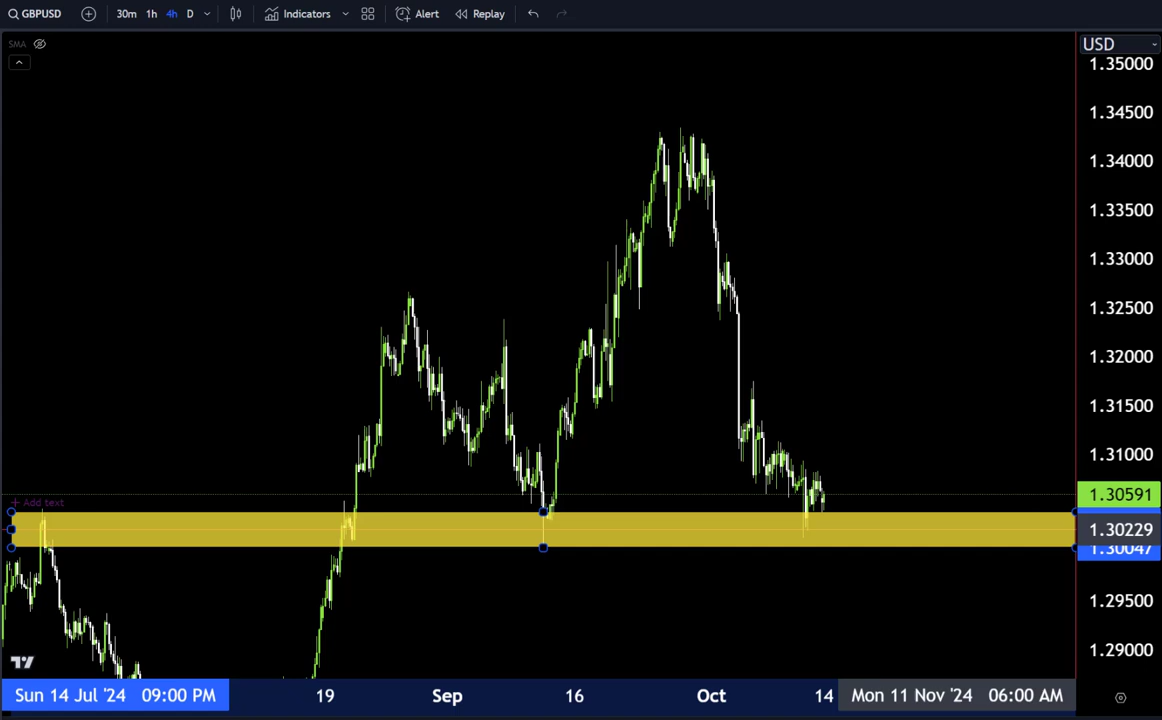 GBPUSD 30m 1h 4h D Indicators Alert Replay
SMA
USD
1.35000
1.34500
1.34000
1.33500
1.33000
1.32500
1.32000
1.31500
1.31000
1.30591
+ Add text
1.30229
1.30047
1.29500
1.29000
Sun 14 Jul '24 09:00 PM 19 Sep 16 Oct 14 Mon 11 Nov '24 06:00 AM